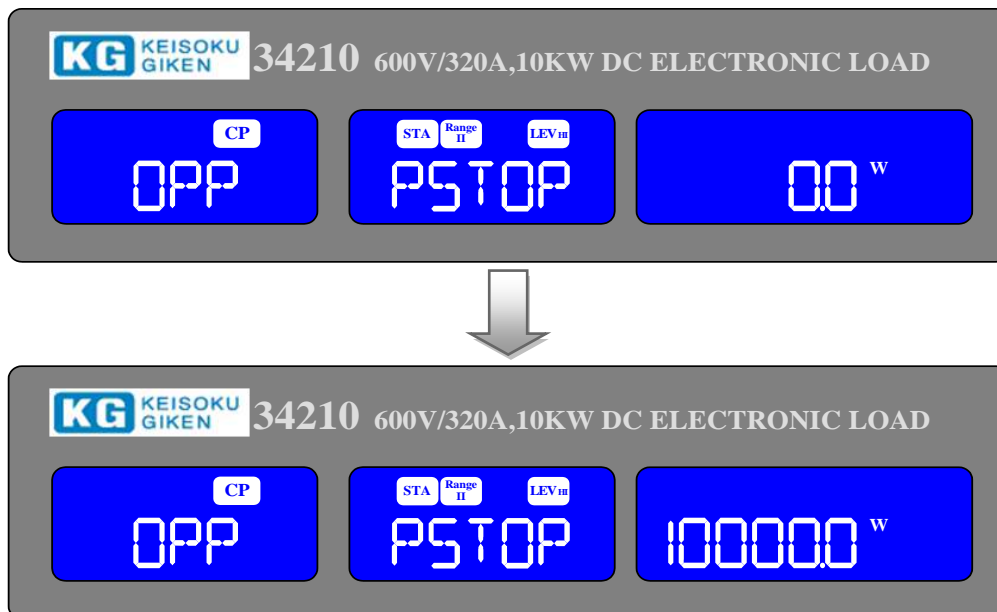 KG KEISOKU GIKEN 34210 600V/320A,10KW DC ELECTRONIC LOAD
CP STA Range II LEV HI
OPP PSTOP 0.0 W
KG KEISOKU GIKEN 34210 600V/320A,10KW DC ELECTRONIC LOAD
CP STA Range II LEV HI
OPP PSTOP 10000.0 W